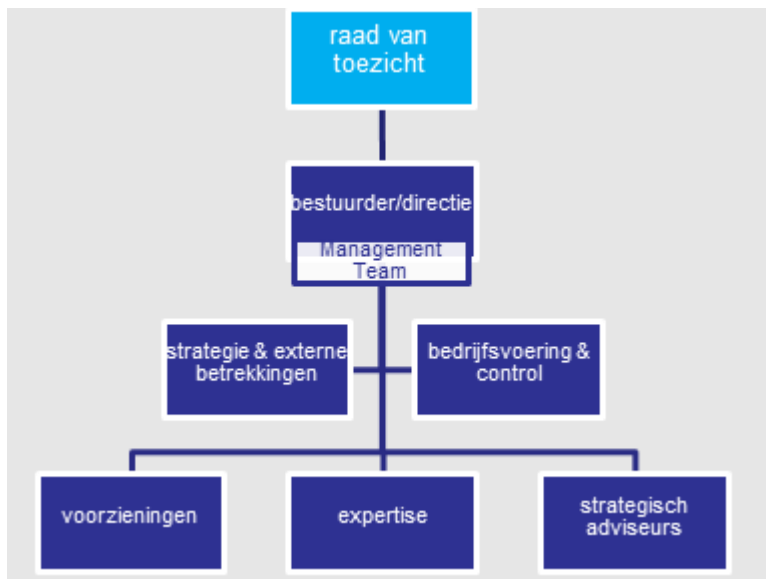 raad van
toezicht
bestuurder/directie
Management
Team
strategie & externe
betrekkingen
bedrijfsvoering &
control
voorzieningen
expertise
strategisch
adviseurs